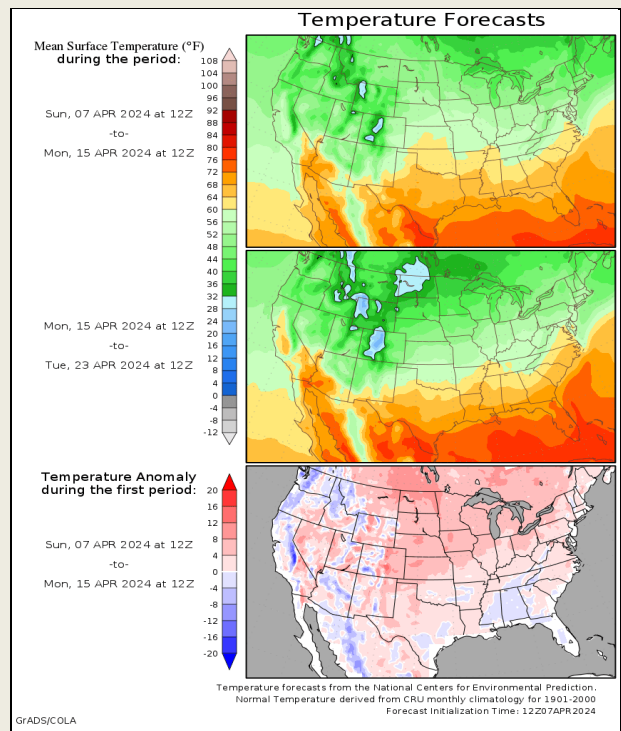 Temperature Forecasts
Mean Surface Temperature (°F)
during the period:
108
104
100
96
92
88
84
80
76
72
68
64
60
56
52
48
44
40
36
32
28
24
20
16
12
8
4
0
-4
-8
-12
Sun, 07 APR 2024 at 12Z
-to-
Mon, 15 APR 2024 at 12Z
Mon, 15 APR 2024 at 12Z
-to-
Tue, 23 APR 2024 at 12Z
Temperature Anomaly
during the first period:
20
16
12
8
4
0
-4
-8
-12
-16
-20
Sun, 07 APR 2024 at 12Z
-to-
Mon, 15 APR 2024 at 12Z
Temperature forecasts from the National Centers for Environmental Prediction.
Normal Temperature derived from CRU monthly climatology for 1901-2000
Forecast Initialization Time: 12Z07APR2024
GrADS/COLA